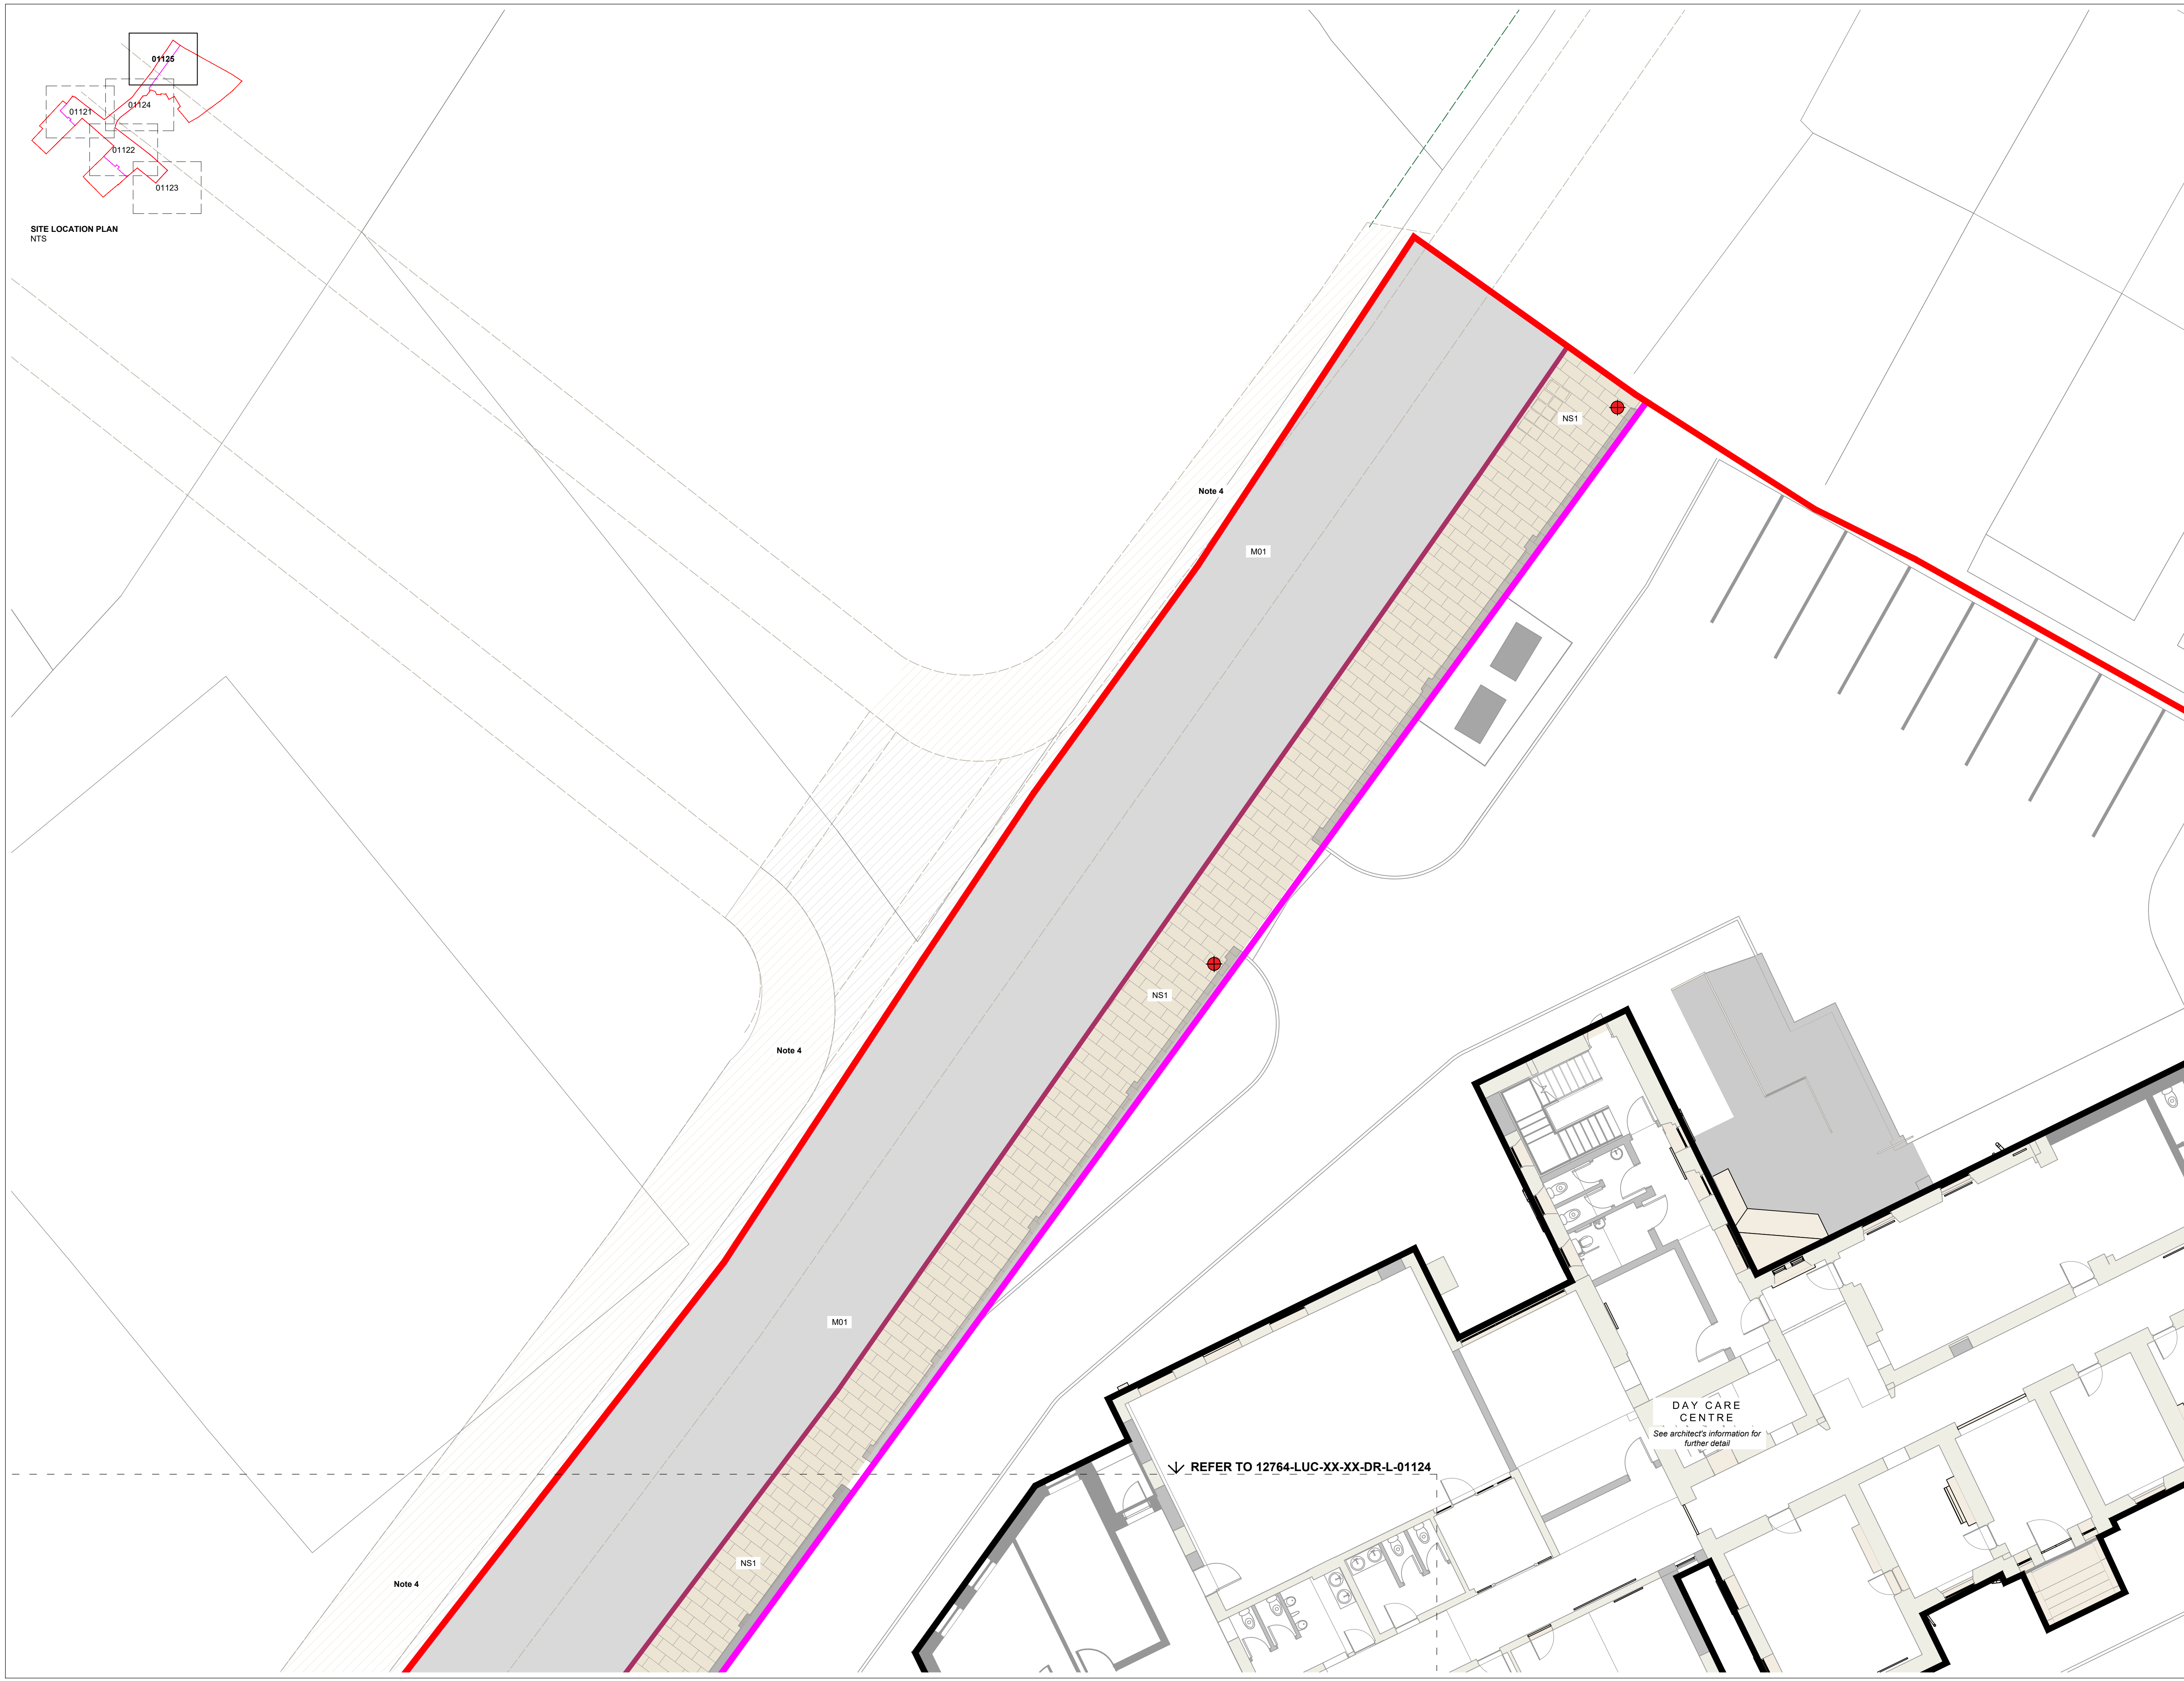 01125
01124
01121
01122
01123
SITE LOCATION PLAN
NTS
NS1
Note 4
M01
NS1
Note 4
M01
DAY CARE
CENTRE
See architect's information for
further detail
REFER TO 12764-LUC-XX-XX-DR-L-01124
NS1
Note 4